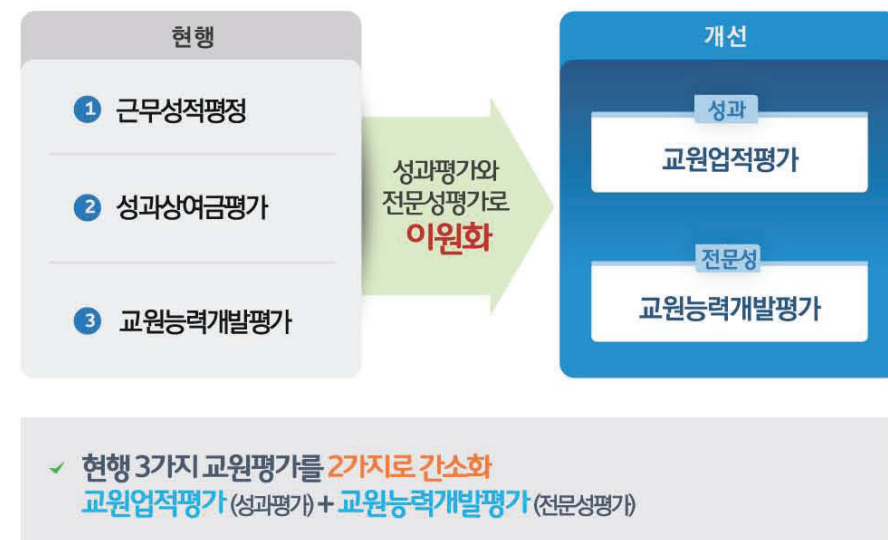 현행
1 근무성적평정
2 성과상여금평가
3 교원능력개발평가
성과평가와
전문성평가로
이원화
개선
성과
교원업적평가
전문성
교원능력개발평가
✓ 현행 3가지 교원평가를 2가지로 간소화
교원업적평가 (성과평가) + 교원능력개발평가 (전문성평가)